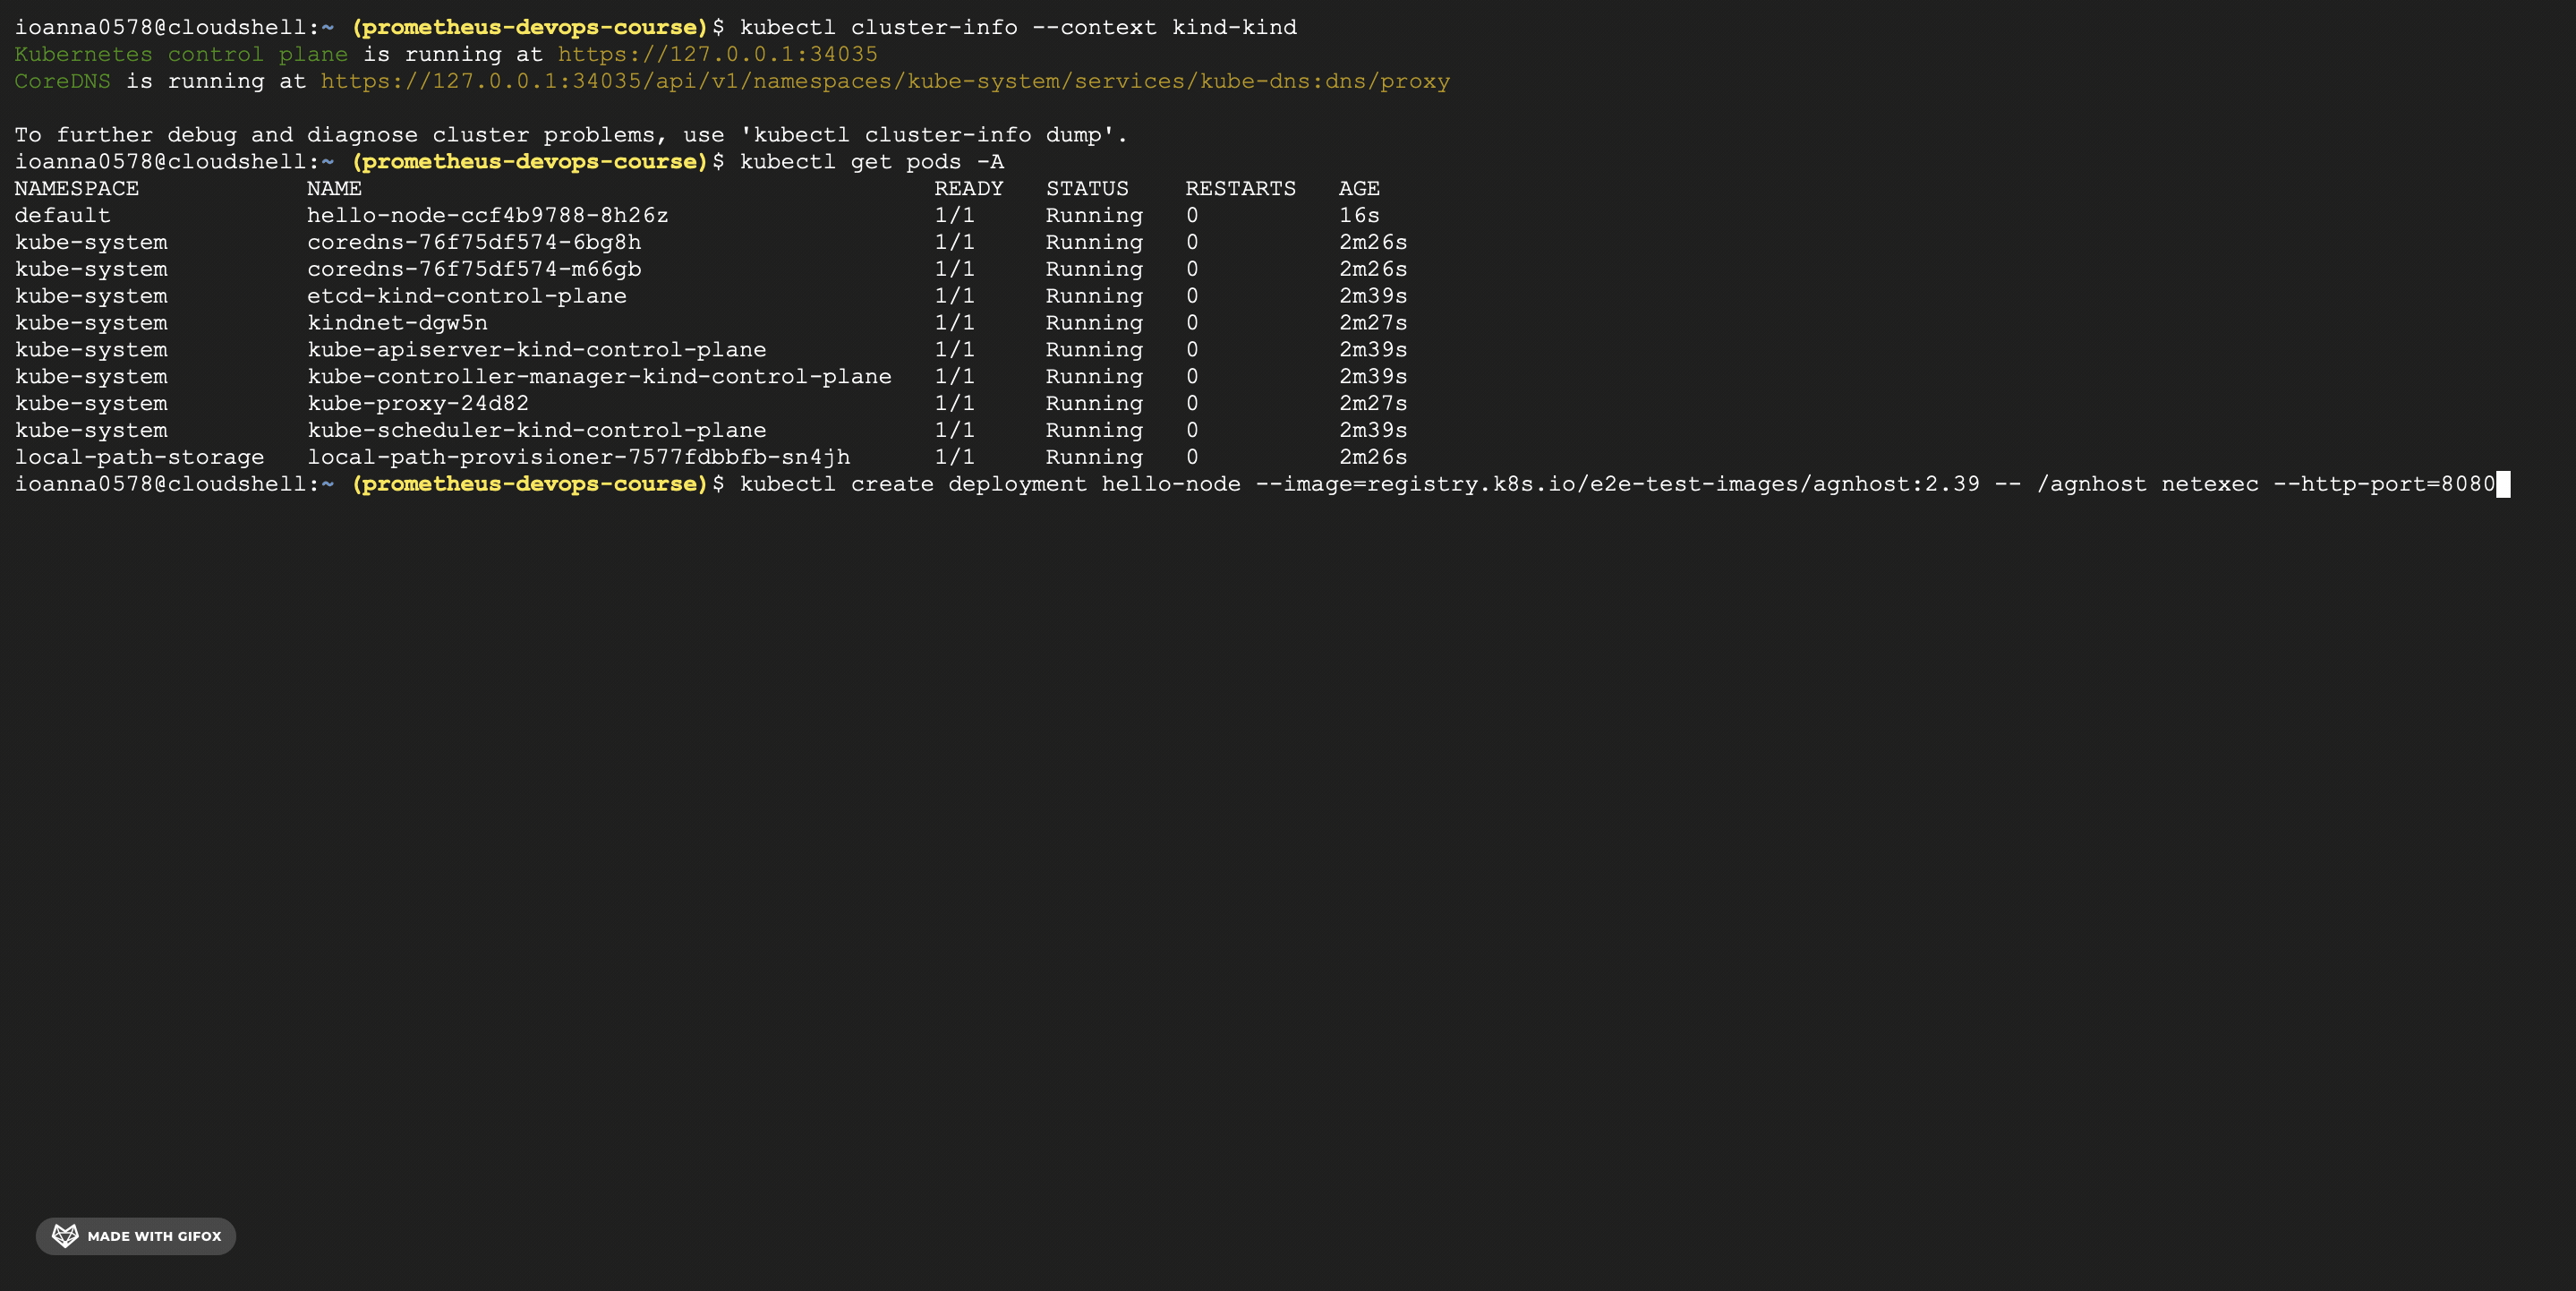 ioanna0578@cloudshell:~ (prometheus-devops-course)$ kubectl cluster-info --context kind-kind
Kubernetes control plane is running at https://127.0.0.1:34035
CoreDNS is running at https://127.0.0.1:34035/api/v1/namespaces/kube-system/services/kube-dns:dns/proxy
To further debug and diagnose cluster problems, use 'kubectl cluster-info dump'.
ioanna0578@cloudshell:~ (prometheus-devops-course)$ kubectl get pods -A
NAMESPACE NAME READY STATUS RESTARTS AGE
default hello-node-ccf4b9788-8h26z 1/1 Running 0 16s
kube-system coredns-76f75df574-6bg8h 1/1 Running 0 2m26s
kube-system coredns-76f75df574-m66gb 1/1 Running 0 2m26s
kube-system etcd-kind-control-plane 1/1 Running 0 2m39s
kube-system kindnet-dgw5n 1/1 Running 0 2m27s
kube-system kube-apiserver-kind-control-plane 1/1 Running 0 2m39s
kube-system kube-controller-manager-kind-control-plane 1/1 Running 0 2m39s
kube-system kube-proxy-24d82 1/1 Running 0 2m27s
kube-system kube-scheduler-kind-control-plane 1/1 Running 0 2m39s
local-path-storage local-path-provisioner-7577fdbbfb-sn4jh 1/1 Running 0 2m26s
ioanna0578@cloudshell:~ (prometheus-devops-course)$ kubectl create deployment hello-node --image=registry.k8s.io/e2e-test-images/agnhost:2.39 -- /agnhost netexec --http-port=8080
MADE WITH GIFOX